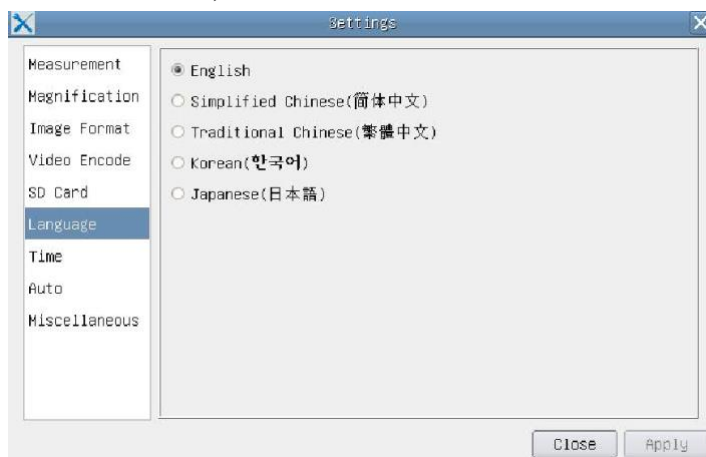 Settings
Measurement
Magnification
Image Format
Video Encode
SD Card
Language
Time
Auto
Miscellaneous
English
Simplified Chinese(简体中文)
Traditional Chinese(繁體中文)
Korean(한국어)
Japanese(日本語)
Close
Apply